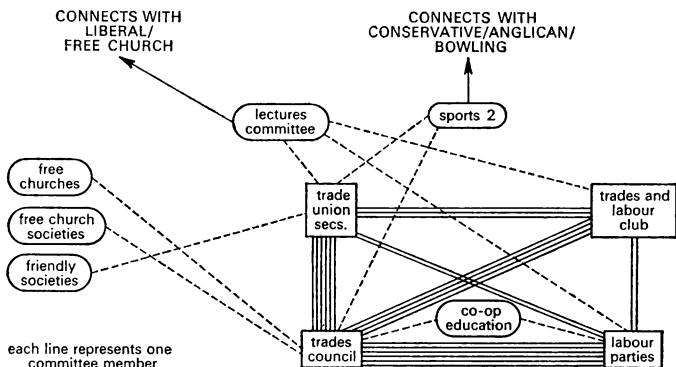 CONNECTS WITH
LIBERAL/
FREE CHURCH
CONNECTS WITH
CONSERVATIVE/ANGLICAN/
BOWLING
lectures
committee
sports 2
free
churches
free church
societies
friendly
societies
trade
union
secs.
trades and
labour
club
co-op
education
trades
council
labour
parties
each line represents one
committee member